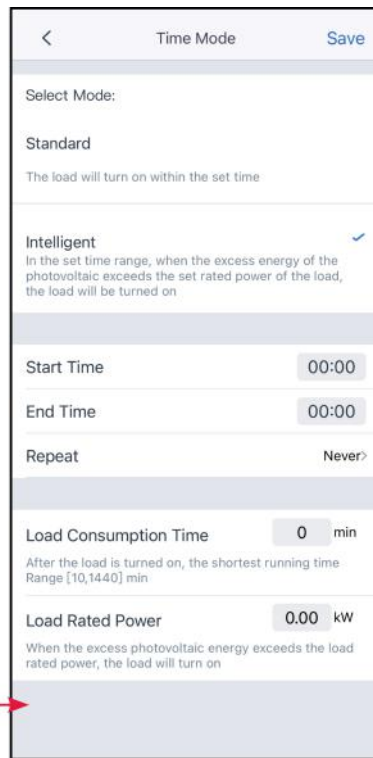 Time Mode
Save
Select Mode:
Standard
The load will turn on within the set time
Intelligent
In the set time range, when the excess energy of the
photovoltaic exceeds the set rated power of the load,
the load will be turned on
Start Time
00:00
End Time
00:00
Repeat
Never>
Load Consumption Time
0 min
After the load is turned on, the shortest running time
Range [10,1440] min
Load Rated Power
0.00 kW
When the excess photovoltaic energy exceeds the load
rated power, the load will turn on